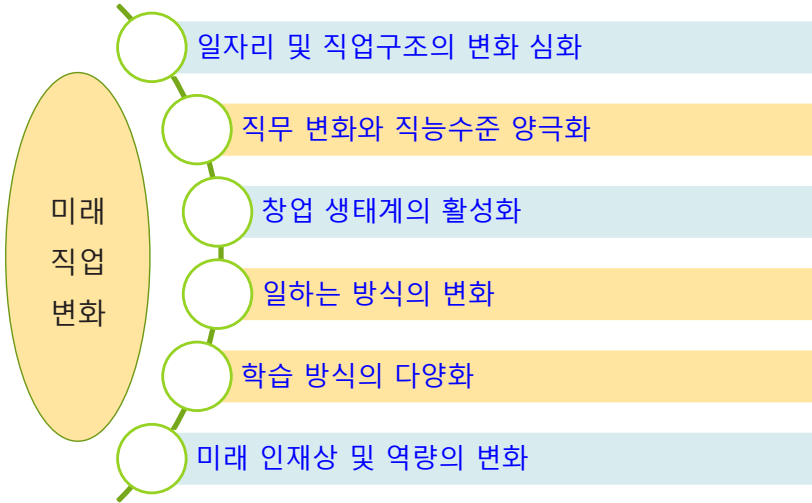 일자리 및 직업구조의 변화 심화
직무 변화와 직능수준 양극화
창업 생태계의 활성화
일하는 방식의 변화
학습 방식의 다양화
미래 인재상 및 역량의 변화
미래
직업
변화